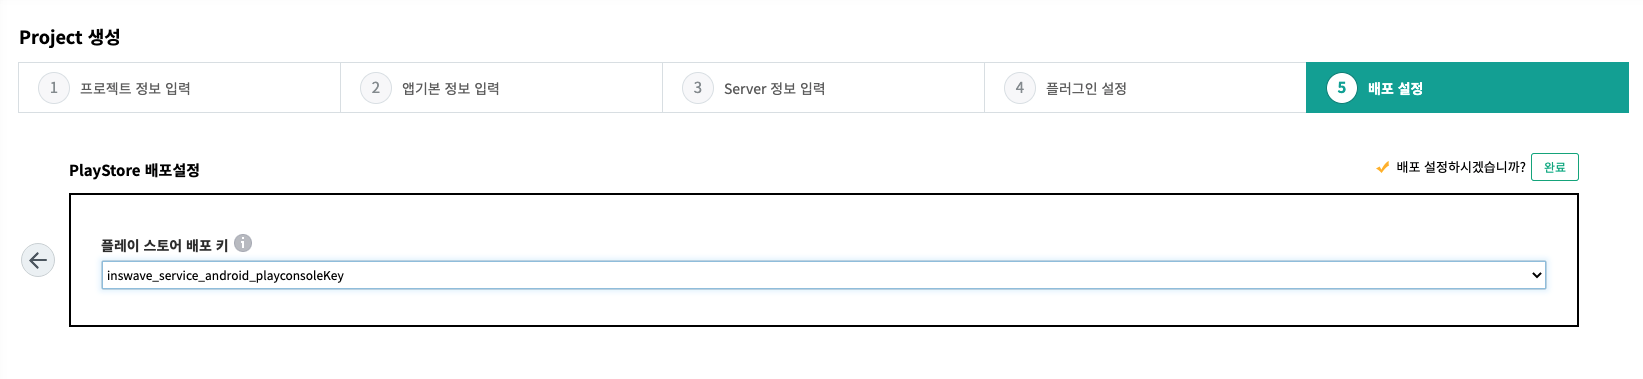 Project 생성
1 프로젝트 정보 입력
2 앱기본 정보 입력
3 Server 정보 입력
4 플러그인 설정
5 배포 설정
PlayStore 배포설정
배포 설정하시겠습니까? 완료
플레이 스토어 배포 키 i
inswave_service_android_playconsoleKey